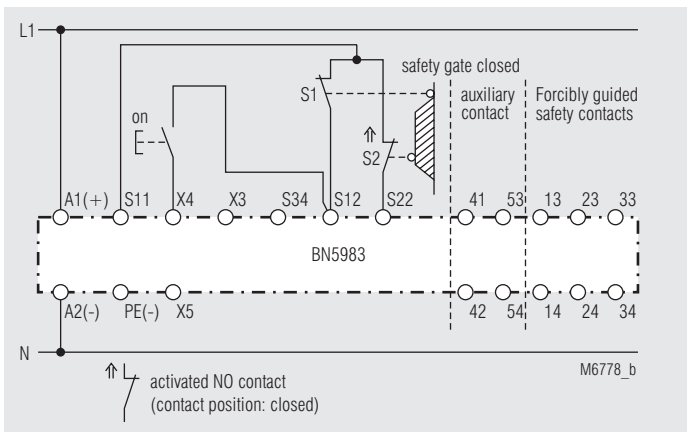 L1
safety gate closed
S1
auxiliary
contact
Forcibly guided
safety contacts
on
⇑
S2
A1(+) S11 X4 X3 S34 S12 S22 41 53 13 23 33
BN5983
A2(-) PE(-) X5 42 54 14 24 34
N
M6778_b
⇑ activated NO contact
(contact position: closed)